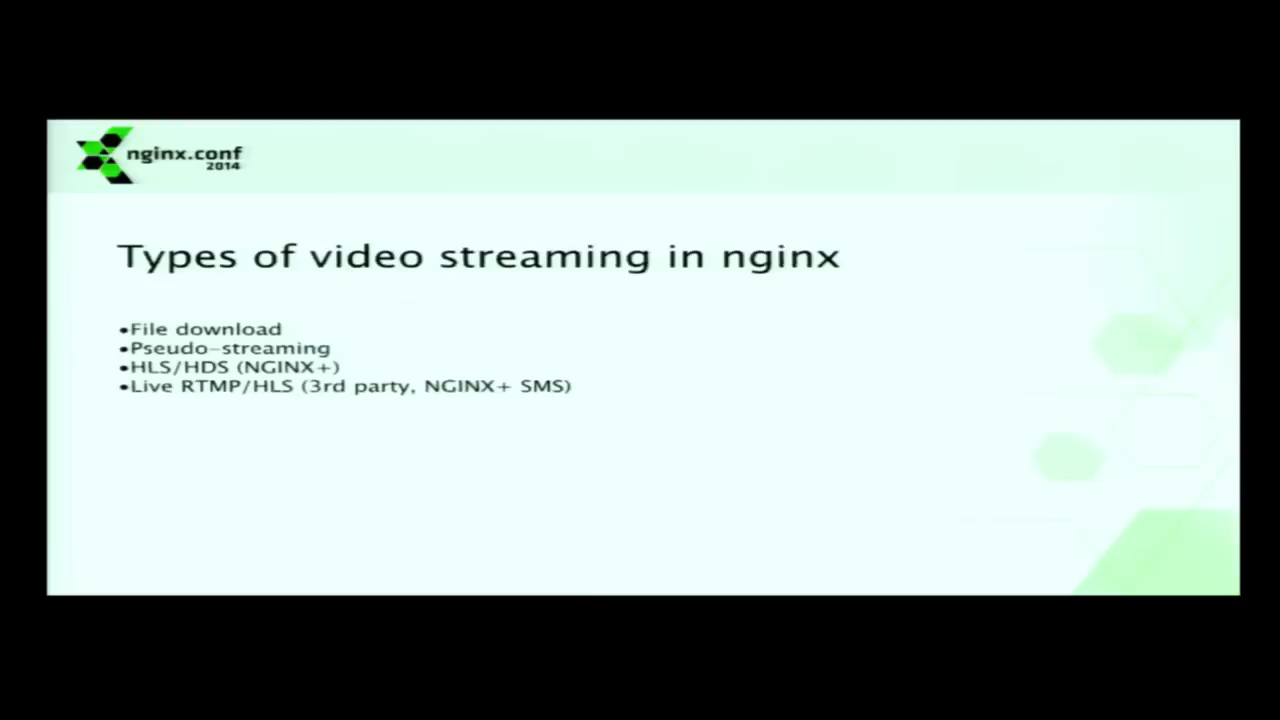 nginx.conf
2014
Types of video streaming in nginx
•File download
•Pseudo-streaming
•HLS/HDS (NGINX+)
•Live RTMP/HLS (3rd party, NGINX+ SMS)